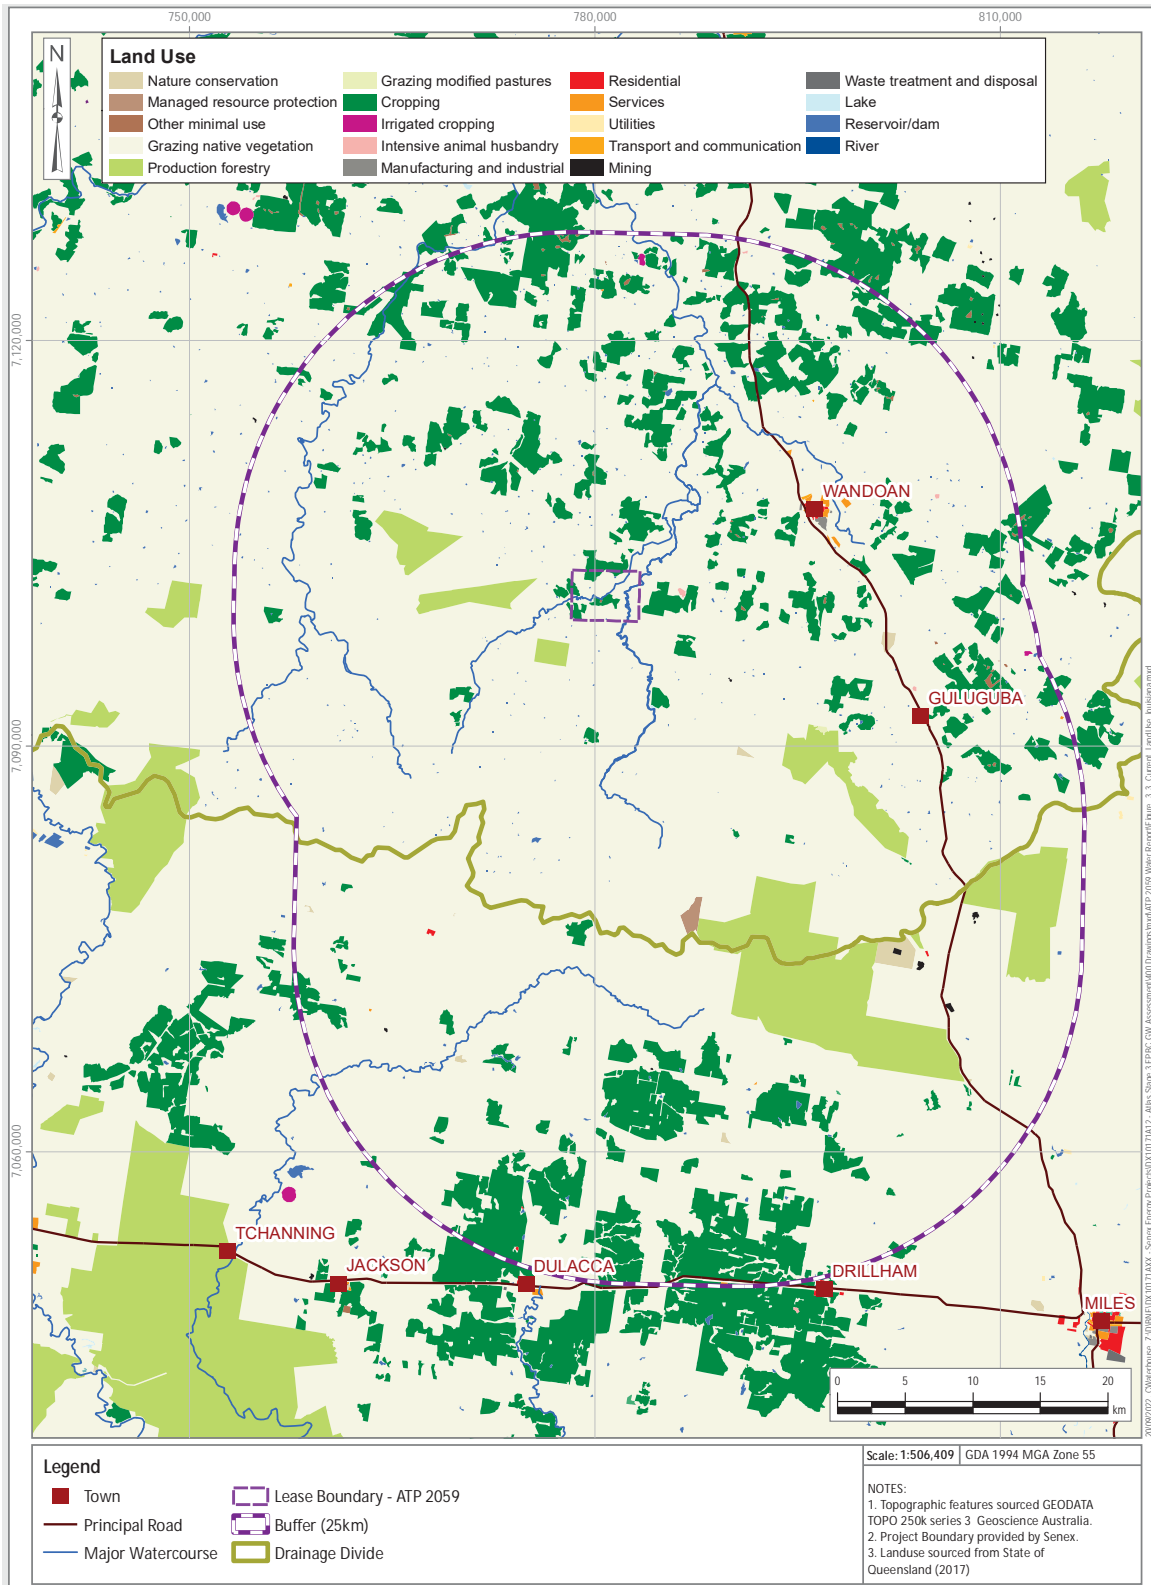 750,000
780,000
810,000
N
Land Use
Nature conservation
Managed resource protection
Other minimal use
Grazing native vegetation
Production forestry
Grazing modified pastures
Cropping
Irrigated cropping
Intensive animal husbandry
Manufacturing and industrial
Residential
Services
Utilities
Transport and communication
Mining
Waste treatment and disposal
Lake
Reservoir/dam
River
7,120,000
7,090,000
7,060,000
WANDOAN
GULUGUBA
TCHANNING
JACKSON
DULACCA
DRILLHAM
MILES
0 5 10 15 20
km
Legend
Town
Principal Road
Major Watercourse
Lease Boundary - ATP 2059
Buffer (25km)
Drainage Divide
Scale: 1:506,409
GDA 1994 MGA Zone 55
NOTES:
1. Topographic features sourced GEODATA
TOPO 250k series 3 Geoscience Australia.
2. Project Boundary provided by Senex.
3. Landuse sourced from State of
Queensland (2017)